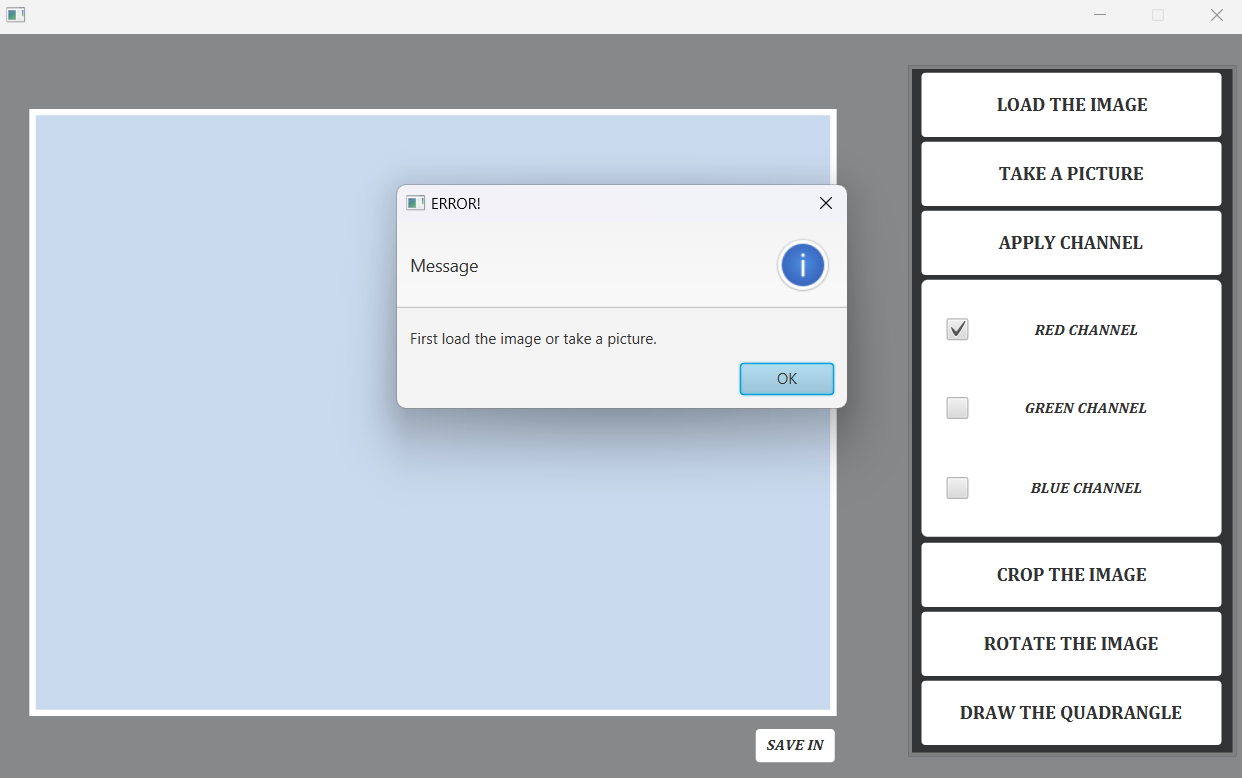 ERROR!
Message
i
First load the image or take a picture.
OK
LOAD THE IMAGE
TAKE A PICTURE
APPLY CHANNEL
RED CHANNEL
GREEN CHANNEL
BLUE CHANNEL
CROP THE IMAGE
ROTATE THE IMAGE
DRAW THE QUADRANGLE
SAVE IN